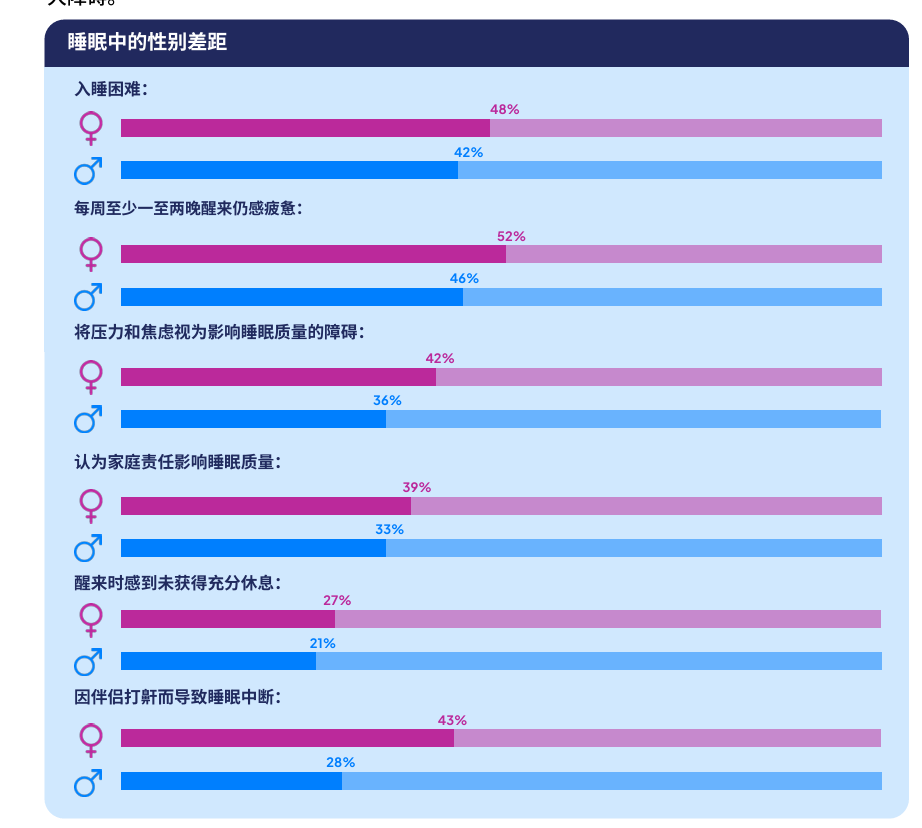 睡眠中的性别差距
入睡困难：
48%
42%
每周至少一至两晚醒来仍感疲惫：
52%
46%
将压力和焦虑视为影响睡眠质量的障碍：
42%
36%
认为家庭责任影响睡眠质量：
39%
33%
醒来时感到未获得充分休息：
27%
21%
因伴侣打鼾而导致睡眠中断：
43%
28%